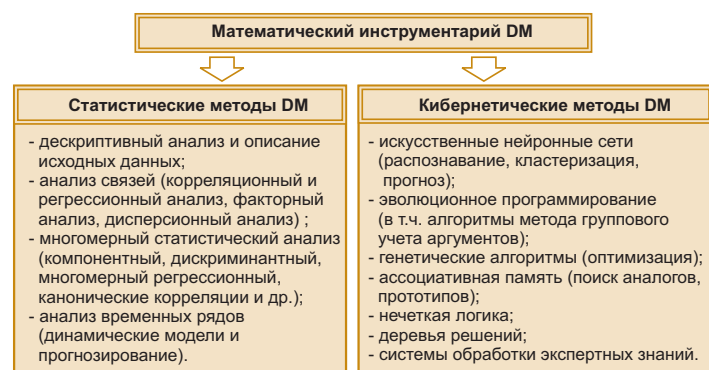 Математический инструментарий DM
Статистические методы DM
- дескриптивный анализ и описание
исходных данных;
- анализ связей (корреляционный и
регрессионный анализ, факторный
анализ, дисперсионный анализ) ;
- многомерный статистический анализ
(компонентный, дискриминантный,
многомерный регрессионный,
канонические корреляции и др.);
- анализ временных рядов
(динамические модели и
прогнозирование).
Кибернетические методы DM
- искусственные нейронные сети
(распознавание, кластеризация,
прогноз);
- эволюционное программирование
(в т.ч. алгоритмы метода группового
учета аргументов);
- генетические алгоритмы (оптимизация);
- ассоциативная память (поиск аналогов,
прототипов);
- нечеткая логика;
- деревья решений;
- системы обработки экспертных знаний.